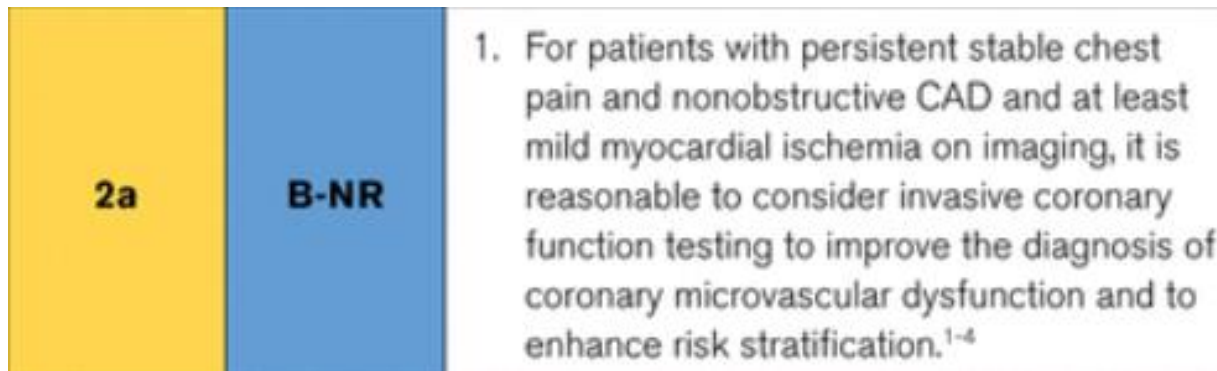 2a
B-NR
1. For patients with persistent stable chest
pain and nonobstructive CAD and at least
mild myocardial ischemia on imaging, it is
reasonable to consider invasive coronary
function testing to improve the diagnosis of
coronary microvascular dysfunction and to
enhance risk stratification.¹⁻⁴